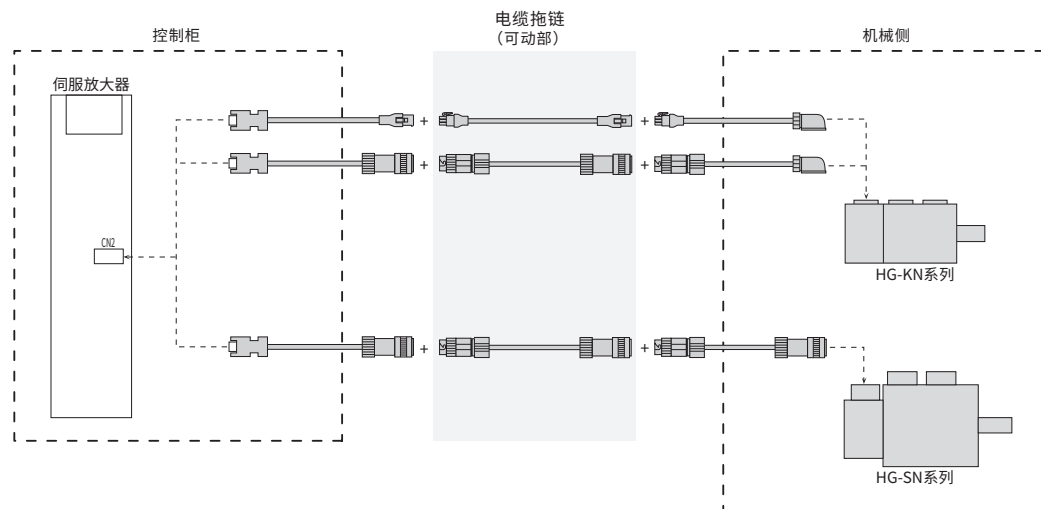 电缆拖链
（可动部）
控制柜
机械侧
伺服放大器
+
+
+
+
CN2
HG-KN系列
+
+
HG-SN系列